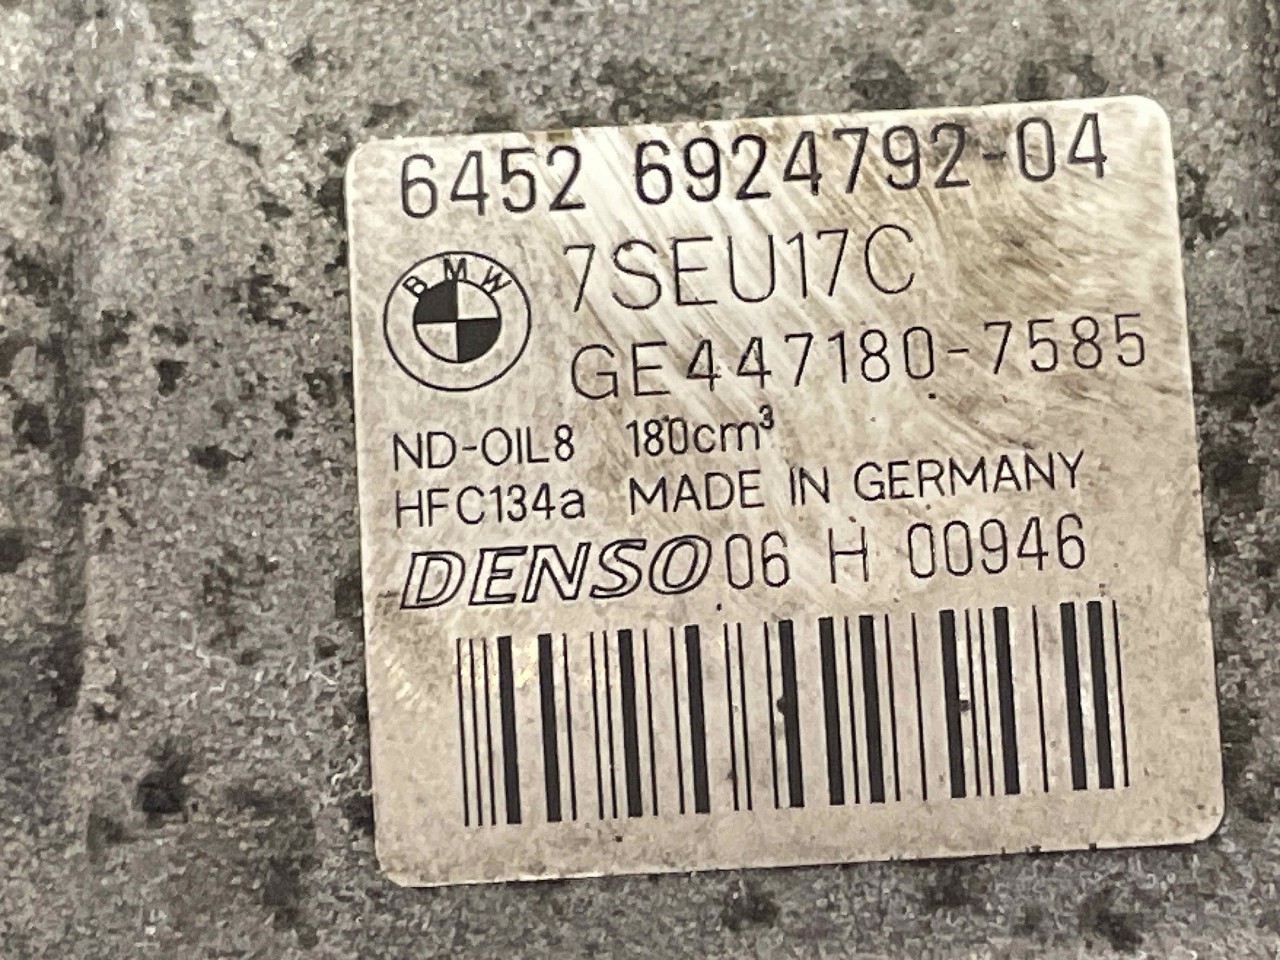 6452 6924792-04
BMW
7SEU17C
GE447180-7585
ND-OIL8 180cm³
HFC134a MADE IN GERMANY
DENSO 06 H 00946